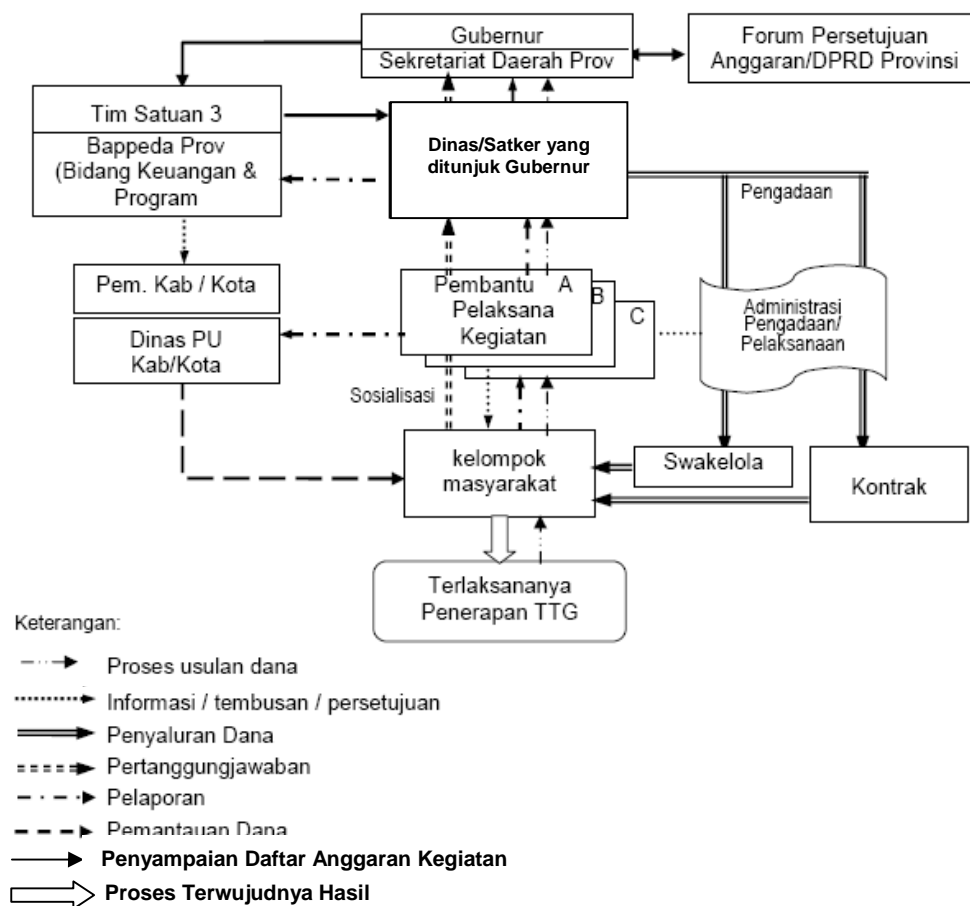 Gubernur
Sekretariat Daerah Prov
Forum Persetujuan
Anggaran/DPRD Provinsi
Tim Satuan 3
Bappeda Prov
(Bidang Keuangan &
Program
Dinas/Satker yang
ditunjuk Gubernur
Pengadaan
Pem. Kab / Kota
Dinas PU
Kab/Kota
Pembantu A
Pelaksana
Kegiatan
B
C
Administrasi
Pengadaan/
Pelaksanaan
Sosialisasi
kelompok
masyarakat
Swakelola
Kontrak
Terlaksananya
Penerapan TTG
Keterangan:
Proses usulan dana
Informasi / tembusan / persetujuan
Penyaluran Dana
Pertanggungjawaban
Pelaporan
Pemantauan Dana
Penyampaian Daftar Anggaran Kegiatan
Proses Terwujudnya Hasil